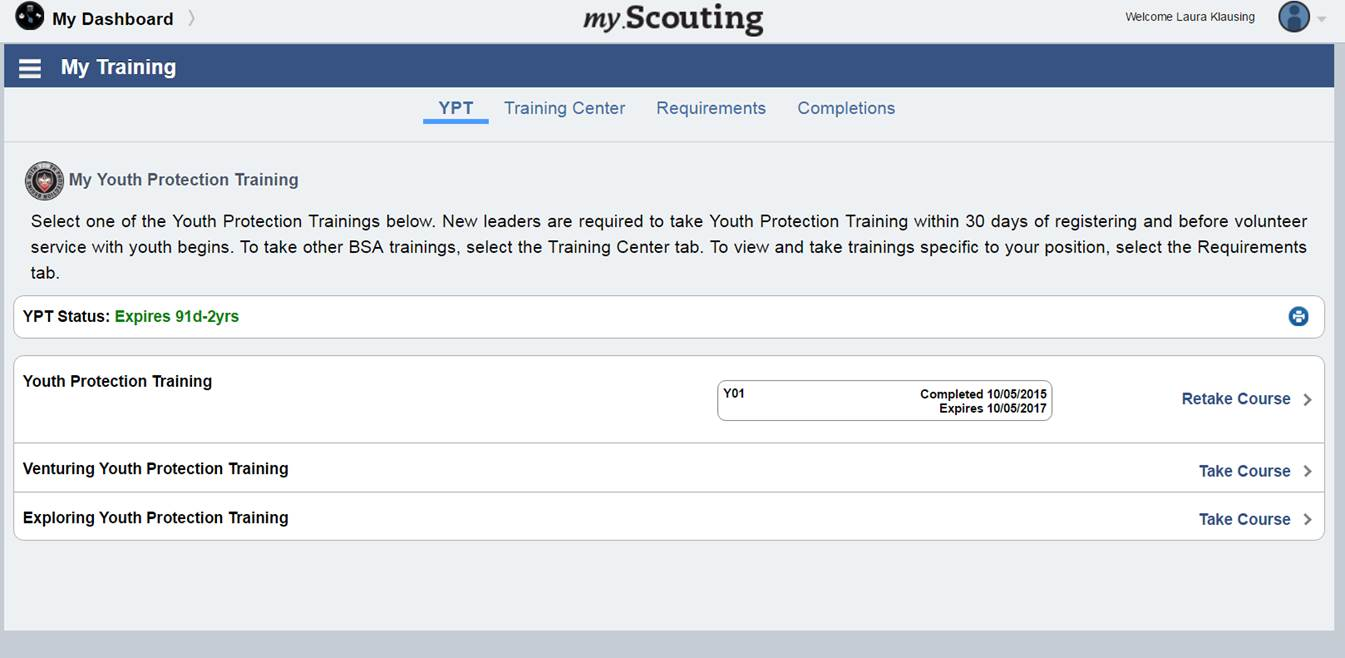 My Dashboard
my.Scouting
Welcome Laura Klausing
My Training
YPT
Training Center
Requirements
Completions
My Youth Protection Training
Select one of the Youth Protection Trainings below. New leaders are required to take Youth Protection Training within 30 days of registering and before volunteer
service with youth begins. To take other BSA trainings, select the Training Center tab. To view and take trainings specific to your position, select the Requirements
tab.
YPT Status: Expires 91d-2yrs
Youth Protection Training
Y01
Completed 10/05/2015
Expires 10/05/2017
Retake Course
Venturing Youth Protection Training
Take Course
Exploring Youth Protection Training
Take Course